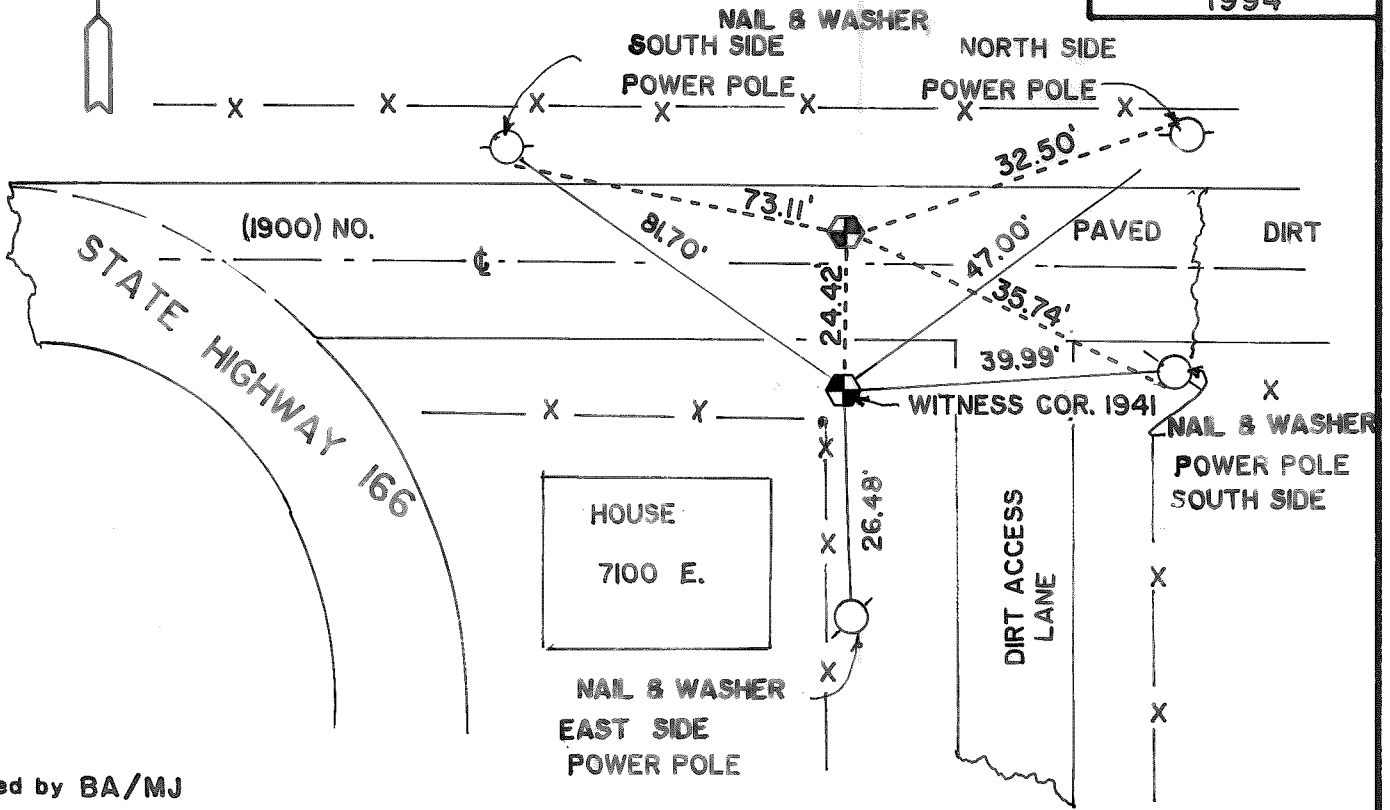 1994
NAIL & WASHER
SOUTH SIDE
POWER POLE
NORTH SIDE
POWER POLE
X X X X X X X
32.50'
73.11'
81.70'
(1900) NO.
℄
47.00'
PAVED
DIRT
24.42'
35.74'
STATE HIGHWAY 166
39.99'
WITNESS COR. 1941
X X X
X
NAIL & WASHER
POWER POLE
SOUTH SIDE
26.48'
HOUSE
7100 E.
X
X
DIRT ACCESS
LANE
X
X
NAIL & WASHER
EAST SIDE
POWER POLE
ed by BA/MJ